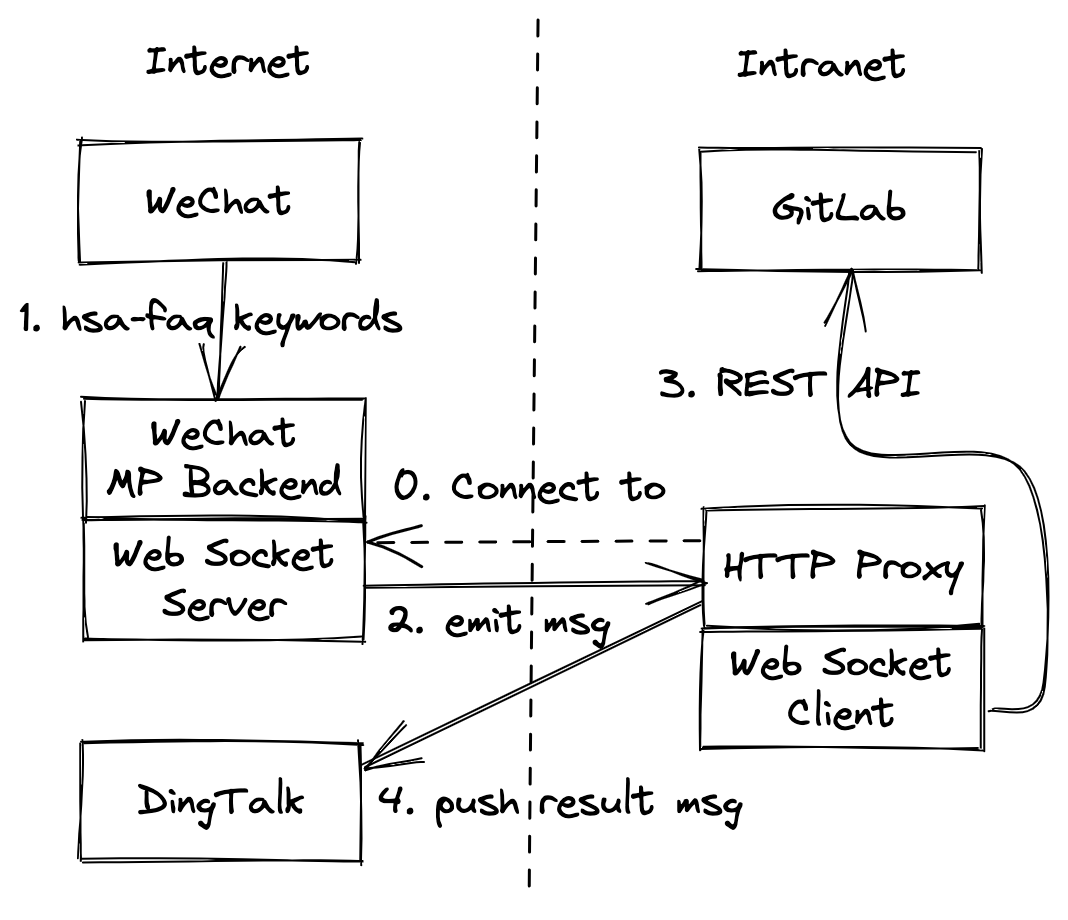 Internet
Intranet
WeChat
GitLab
1. hsa-faq keywords
3. REST API
WeChat
MP Backend
0. Connect to
Web Socket
Server
HTTP Proxy
2. emit msg
Web Socket
Client
DingTalk
4. push result msg